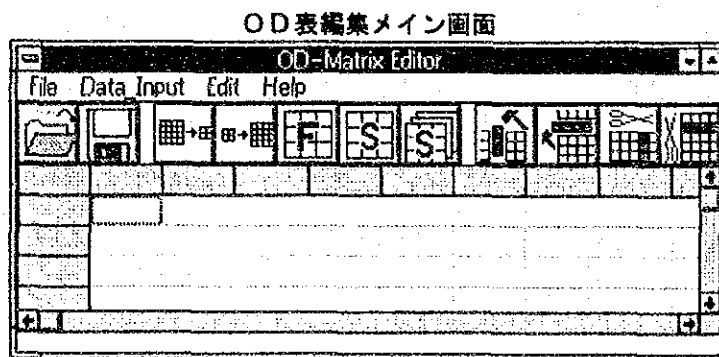 OD表編集メイン画面
OD-Matrix Editor
File Data Input Edit Help
F S S